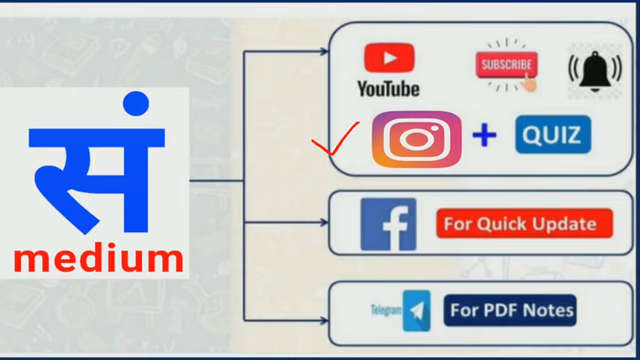 सं
medium
YouTube
SUBSCRIBE
+ QUIZ
For Quick Update
Telegram
For PDF Notes